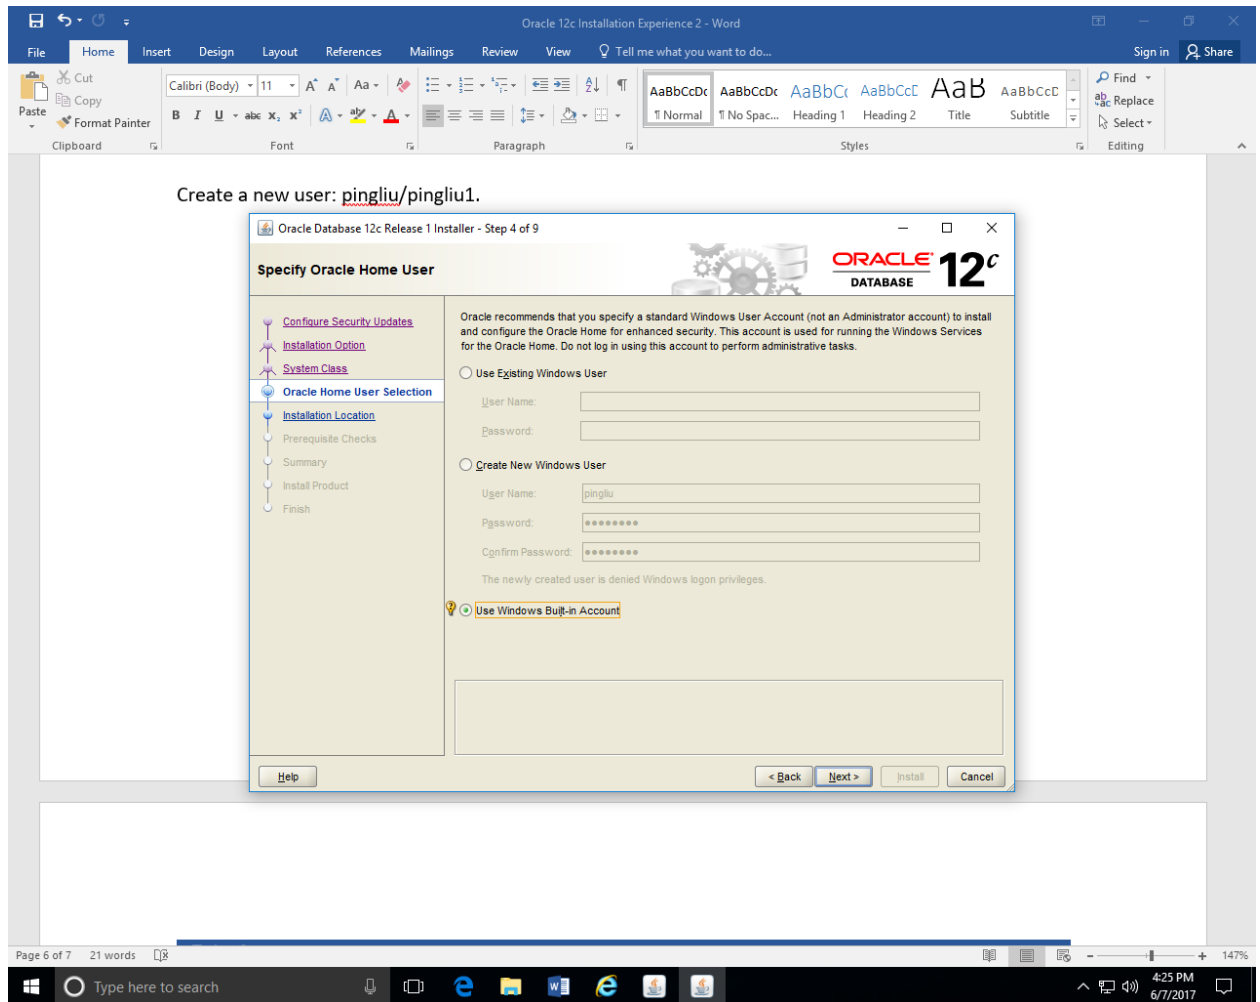 Oracle 12c Installation Experience 2 - Word
File Home Insert Design Layout References Mailings Review View Tell me what you want to do... Sign in Share
Cut
Copy
Format Painter
Paste
Calibri (Body) 11
Aa
B I U abc x₂ x²
A aby A
AaBbCcDc AaBbCcDc AaBbCc AaBbCcD AaB AaBbCcD
¶ Normal ¶ No Spac... Heading 1 Heading 2 Title Subtitle
Find
Replace
Select
Clipboard Font Paragraph Styles Editing
Create a new user: pingliu/pingliu1.
Oracle Database 12c Release 1 Installer - Step 4 of 9
Specify Oracle Home User
ORACLE
DATABASE
12c
Configure Security Updates
Installation Option
System Class
Oracle Home User Selection
Installation Location
Prerequisite Checks
Summary
Install Product
Finish
Oracle recommends that you specify a standard Windows User Account (not an Administrator account) to install
and configure the Oracle Home for enhanced security. This account is used for running the Windows Services
for the Oracle Home. Do not log in using this account to perform administrative tasks.
Use Existing Windows User
User Name:
Password:
Create New Windows User
User Name: pingliu
Password: ●●●●●●●●
Confirm Password: ●●●●●●●●
The newly created user is denied Windows logon privileges.
Use Windows Built-in Account
Help < Back Next > Install Cancel
Page 6 of 7 21 words 147%
Type here to search
4:25 PM
6/7/2017